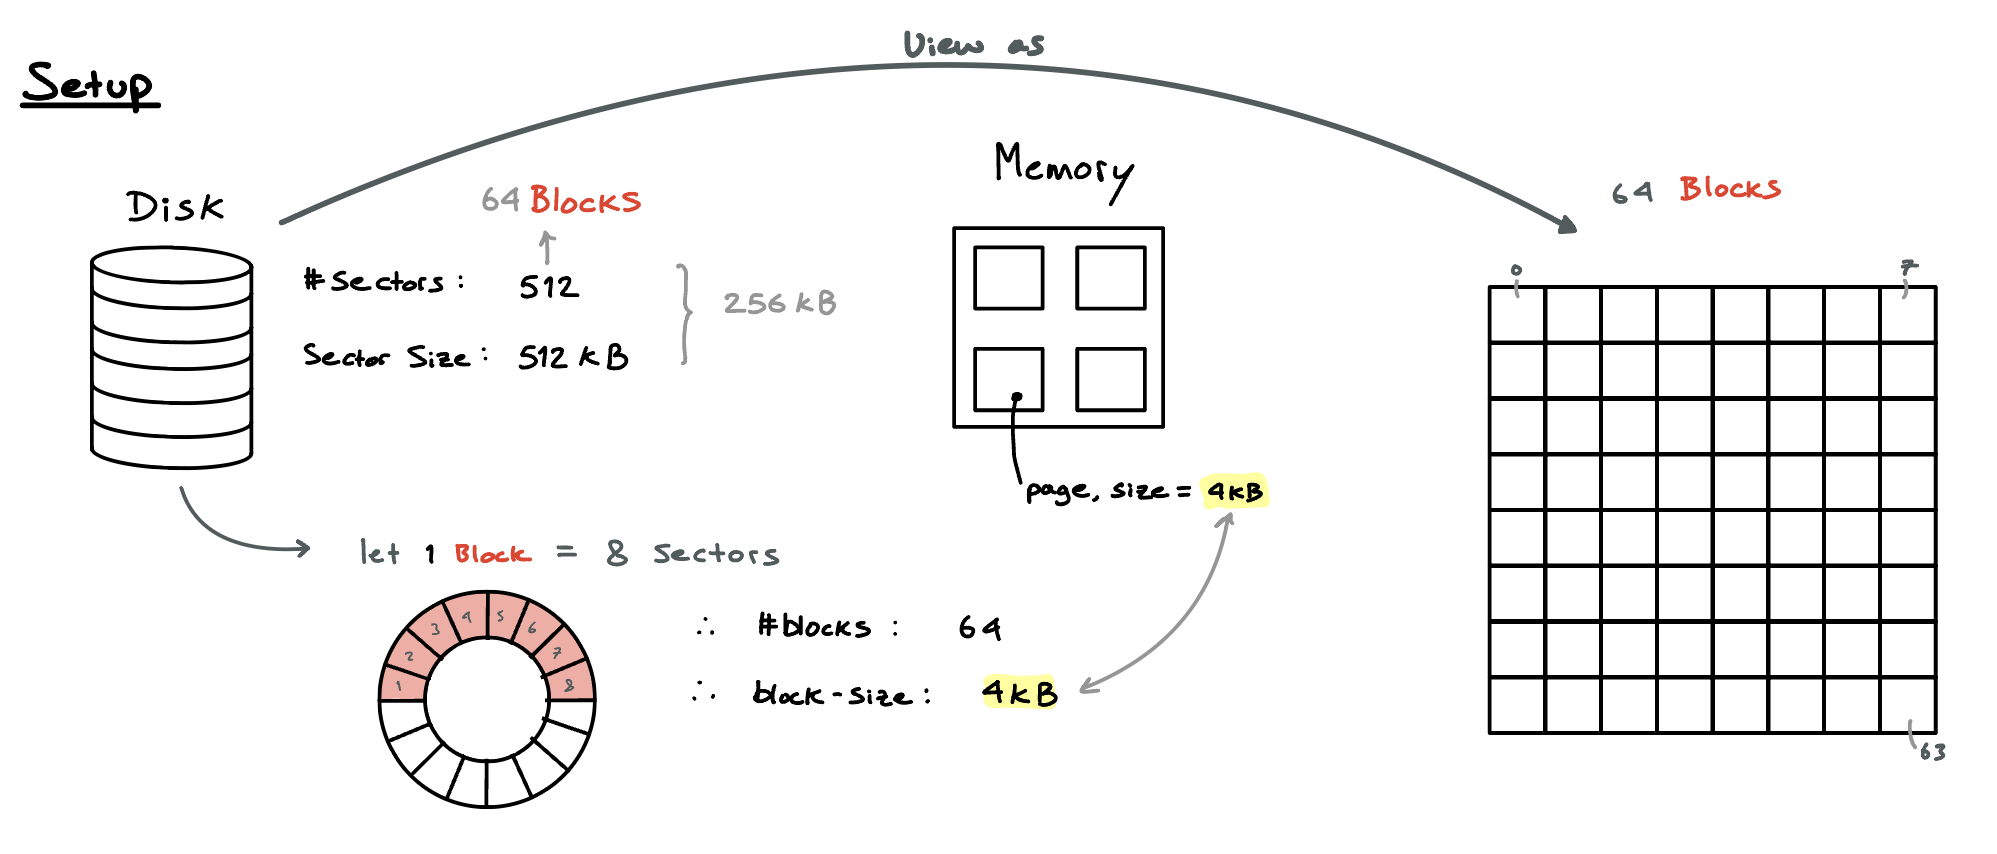 View as
Setup
Disk
64 Blocks
#Sectors: 512
Sector Size: 512 kB
256 kB
Memory
page, size = 4kB
64 Blocks
0
7
63
let 1 Block = 8 sectors
1
2
3
4
5
6
7
8
∴ #blocks : 64
∴ block-size: 4kB